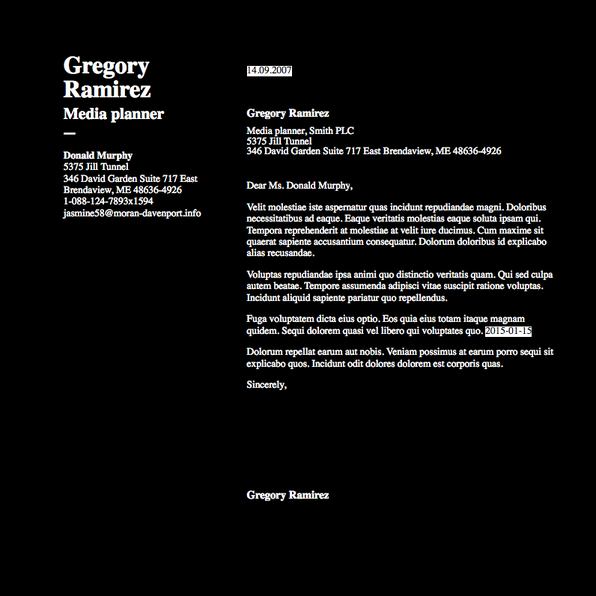 Gregory
Ramirez
Media planner
—
Donald Murphy
5375 Jill Tunnel
346 David Garden Suite 717 East
Brendaview, ME 48636-4926
1-088-124-7893x1594
jasmine58@moran-davenport.info
14.09.2007
Gregory Ramirez
Media planner, Smith PLC
5375 Jill Tunnel
346 David Garden Suite 717 East Brendaview, ME 48636-4926
Dear Ms. Donald Murphy,
Velit molestiae iste aspernatur quas incidunt repudiandae magni. Doloribus
necessitatibus ad eaque. Eaque veritatis molestias eaque soluta ipsam qui.
Tempora reprehenderit at molestiae at velit iure ducimus. Cum maxime sit
quaerat sapiente accusantium consequatur. Dolorum doloribus id explicabo
alias recusandae.
Voluptas repudiandae ipsa animi quo distinctio veritatis quam. Qui sed culpa
autem beatae. Tempore assumenda adipisci vitae suscipit ratione voluptas.
Incidunt aliquid sapiente pariatur quo repellendus.
Fuga voluptatem dicta eius optio. Eos quia eius totam itaque magnam
quidem. Sequi dolorem quasi vel libero qui voluptates quo. 2015-01-15
Dolorum repellat earum aut nobis. Veniam possimus at earum porro sequi sit
explicabo quos. Incidunt odit dolores dolorem est corporis quas.
Sincerely,
Gregory Ramirez